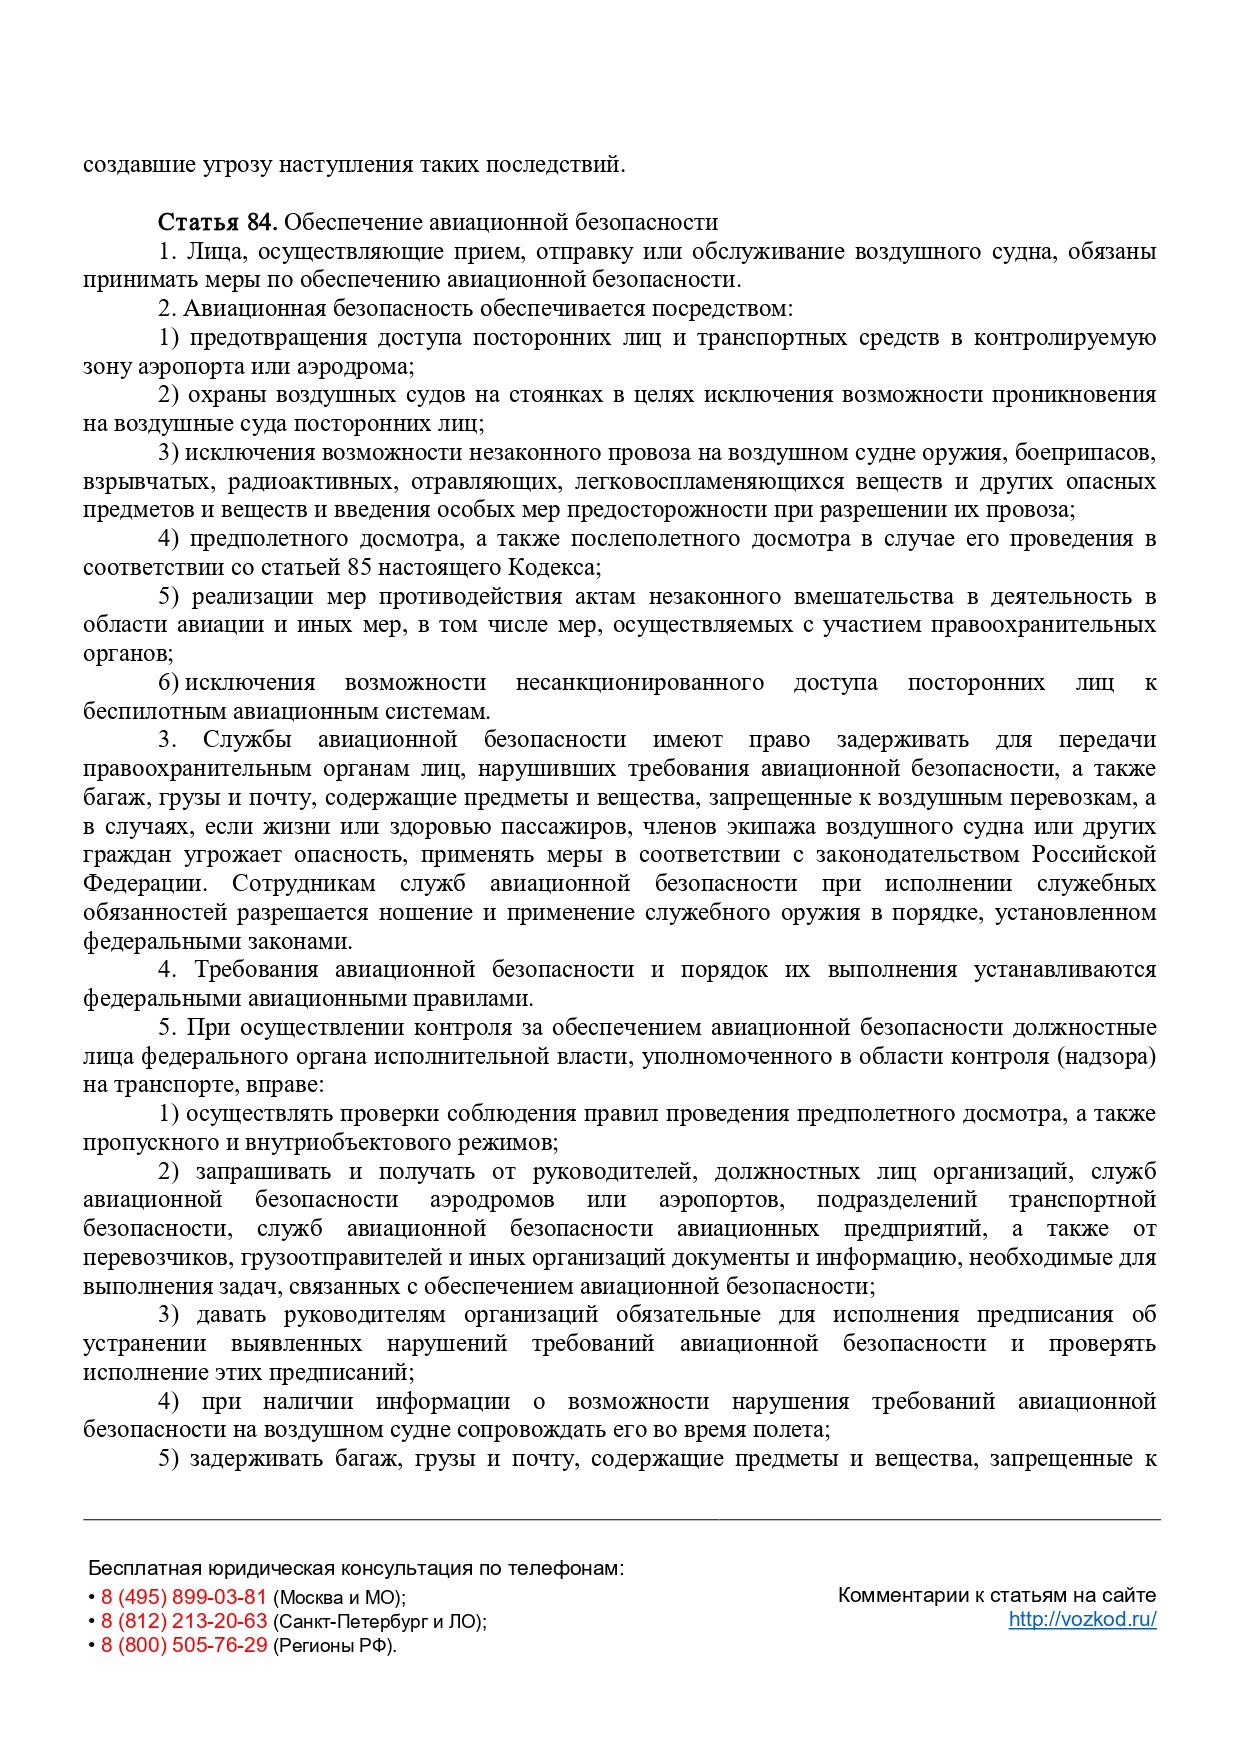 создавшие угрозу наступления таких последствий.
Статья 84. Обеспечение авиационной безопасности
1. Лица, осуществляющие прием, отправку или обслуживание воздушного судна, обязаны
принимать меры по обеспечению авиационной безопасности.
2. Авиационная безопасность обеспечивается посредством:
1) предотвращения доступа посторонних лиц и транспортных средств в контролируемую
зону аэропорта или аэродрома;
2) охраны воздушных судов на стоянках в целях исключения возможности проникновения
на воздушные суда посторонних лиц;
3) исключения возможности незаконного провоза на воздушном судне оружия, боеприпасов,
взрывчатых, радиоактивных, отравляющих, легковоспламеняющихся веществ и других опасных
предметов и веществ и введения особых мер предосторожности при разрешении их провоза;
4) предполетного досмотра, а также послеполетного досмотра в случае его проведения в
соответствии со статьей 85 настоящего Кодекса;
5) реализации мер противодействия актам незаконного вмешательства в деятельность в
области авиации и иных мер, в том числе мер, осуществляемых с участием правоохранительных
органов;
6) исключения возможности несанкционированного доступа посторонних лиц к
беспилотным авиационным системам.
3. Службы авиационной безопасности имеют право задерживать для передачи
правоохранительным органам лиц, нарушивших требования авиационной безопасности, а также
багаж, грузы и почту, содержащие предметы и вещества, запрещенные к воздушным перевозкам, а
в случаях, если жизни или здоровью пассажиров, членов экипажа воздушного судна или других
граждан угрожает опасность, применять меры в соответствии с законодательством Российской
Федерации. Сотрудникам служб авиационной безопасности при исполнении служебных
обязанностей разрешается ношение и применение служебного оружия в порядке, установленном
федеральными законами.
4. Требования авиационной безопасности и порядок их выполнения устанавливаются
федеральными авиационными правилами.
5. При осуществлении контроля за обеспечением авиационной безопасности должностные
лица федерального органа исполнительной власти, уполномоченного в области контроля (надзора)
на транспорте, вправе:
1) осуществлять проверки соблюдения правил проведения предполетного досмотра, а также
пропускного и внутриобъектового режимов;
2) запрашивать и получать от руководителей, должностных лиц организаций, служб
авиационной безопасности аэродромов или аэропортов, подразделений транспортной
безопасности, служб авиационной безопасности авиационных предприятий, а также от
перевозчиков, грузоотправителей и иных организаций документы и информацию, необходимые для
выполнения задач, связанных с обеспечением авиационной безопасности;
3) давать руководителям организаций обязательные для исполнения предписания об
устранении выявленных нарушений требований авиационной безопасности и проверять
исполнение этих предписаний;
4) при наличии информации о возможности нарушения требований авиационной
безопасности на воздушном судне сопровождать его во время полета;
5) задерживать багаж, грузы и почту, содержащие предметы и вещества, запрещенные к
Бесплатная юридическая консультация по телефонам:
• 8 (495) 899-03-81 (Москва и МО);
• 8 (812) 213-20-63 (Санкт-Петербург и ЛО);
• 8 (800) 505-76-29 (Регионы РФ).
Комментарии к статьям на сайте
http://vozkod.ru/